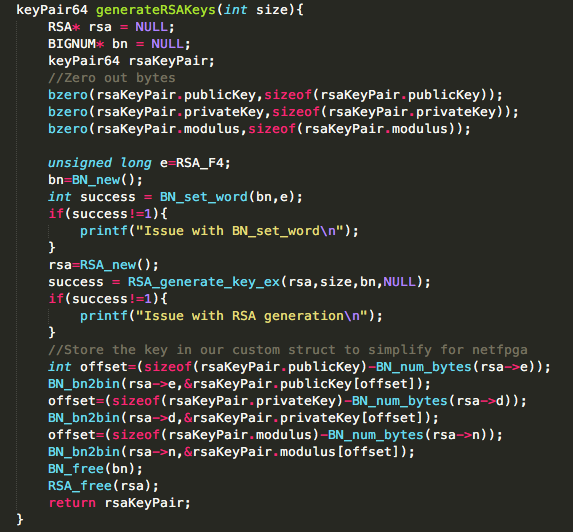 keyPair64 generateRSAKeys(int size){
    RSA* rsa = NULL;
    BIGNUM* bn = NULL;
    keyPair64 rsaKeyPair;
    //Zero out bytes
    bzero(rsaKeyPair.publicKey,sizeof(rsaKeyPair.publicKey));
    bzero(rsaKeyPair.privateKey,sizeof(rsaKeyPair.privateKey));
    bzero(rsaKeyPair.modulus,sizeof(rsaKeyPair.modulus));

    unsigned long e=RSA_F4;
    bn=BN_new();
    int success = BN_set_word(bn,e);
    if(success!=1){
        printf("Issue with BN_set_word\n");
    }
    rsa=RSA_new();
    success = RSA_generate_key_ex(rsa,size,bn,NULL);
    if(success!=1){
        printf("Issue with RSA generation\n");
    }
    //Store the key in our custom struct to simplify for netfpga
    int offset=(sizeof(rsaKeyPair.publicKey)-BN_num_bytes(rsa->e));
    BN_bn2bin(rsa->e,&rsaKeyPair.publicKey[offset]);
    offset=(sizeof(rsaKeyPair.privateKey)-BN_num_bytes(rsa->d));
    BN_bn2bin(rsa->d,&rsaKeyPair.privateKey[offset]);
    offset=(sizeof(rsaKeyPair.modulus)-BN_num_bytes(rsa->n));
    BN_bn2bin(rsa->n,&rsaKeyPair.modulus[offset]);
    BN_free(bn);
    RSA_free(rsa);
    return rsaKeyPair;
}